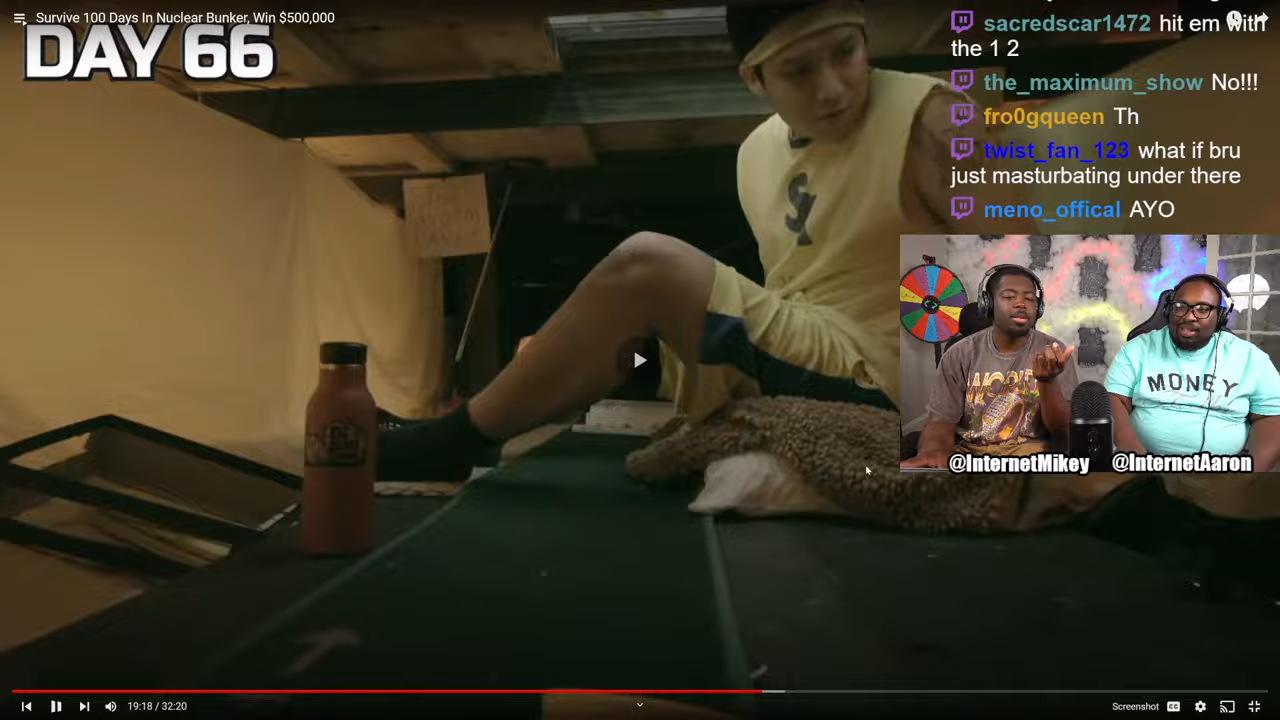 Survive 100 Days In Nuclear Bunker, Win $500,000
DAY 66
sacredscar1472 hit em with
the 1 2
the_maximum_show No!!!
fro0gqueen Th
twist_fan_123 what if bru
just masturbating under there
meno_offical AYO
MONEY
@InternetMikey
@InternetAaron
19:18 / 32:20
Screenshot
CC